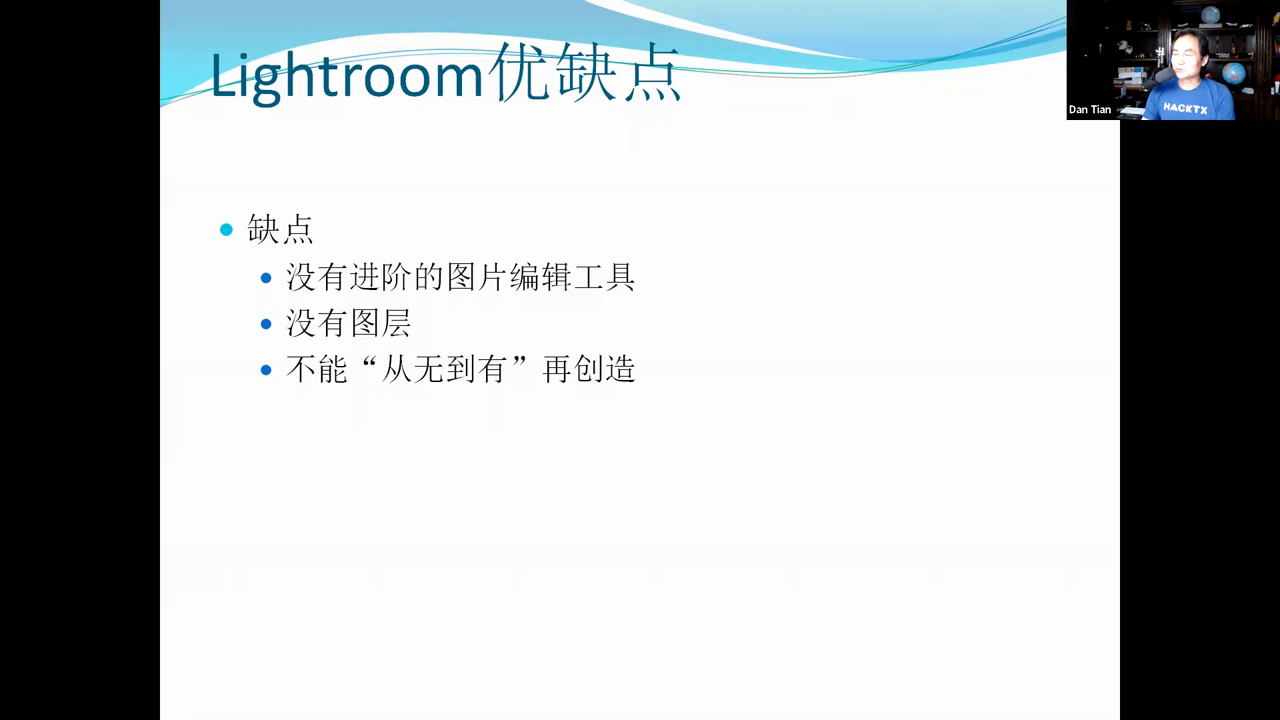 Lightroom优缺点
Dan Tian
HACKTX
缺点
没有进阶的图片编辑工具
没有图层
不能“从无到有”再创造